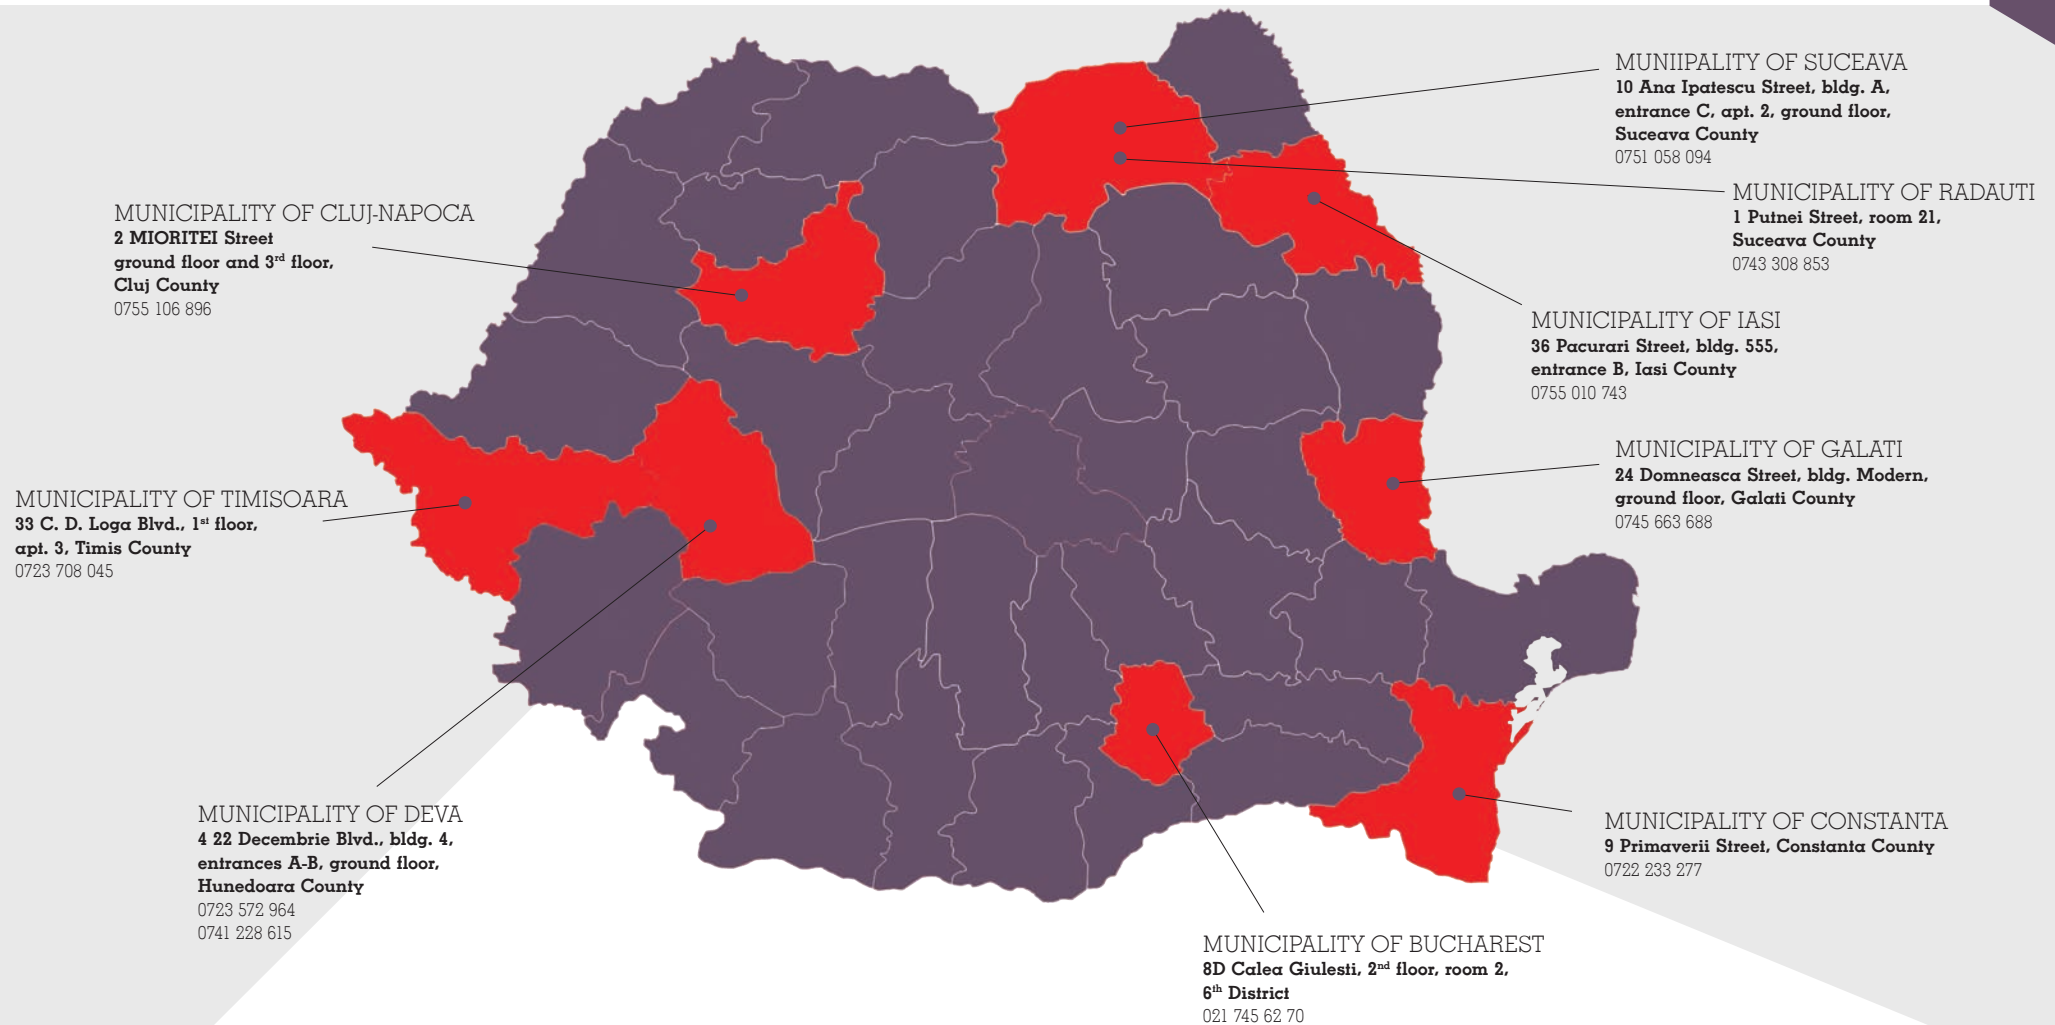 MUNIIPALITY OF SUCEAVA
10 Ana Ipatescu Street, bldg. A,
entrance C, apt. 2, ground floor,
Suceava County
0751 058 094
MUNICIPALITY OF RADAUTI
1 Putnei Street, room 21,
Suceava County
0743 308 853
MUNICIPALITY OF CLUJ-NAPOCA
2 MIORITEI Street
ground floor and 3rd floor,
Cluj County
0755 106 896
MUNICIPALITY OF IASI
36 Pacurari Street, bldg. 555,
entrance B, Iasi County
0755 010 743
MUNICIPALITY OF GALATI
24 Domneasca Street, bldg. Modern,
ground floor, Galati County
0745 663 688
MUNICIPALITY OF TIMISOARA
33 C. D. Loga Blvd., 1st floor,
apt. 3, Timis County
0723 708 045
MUNICIPALITY OF DEVA
4 22 Decembrie Blvd., bldg. 4,
entrances A-B, ground floor,
Hunedoara County
0723 572 964
0741 228 615
MUNICIPALITY OF CONSTANTA
9 Primaverii Street, Constanta County
0722 233 277
MUNICIPALITY OF BUCHAREST
8D Calea Giulesti, 2nd floor, room 2,
6th District
021 745 62 70